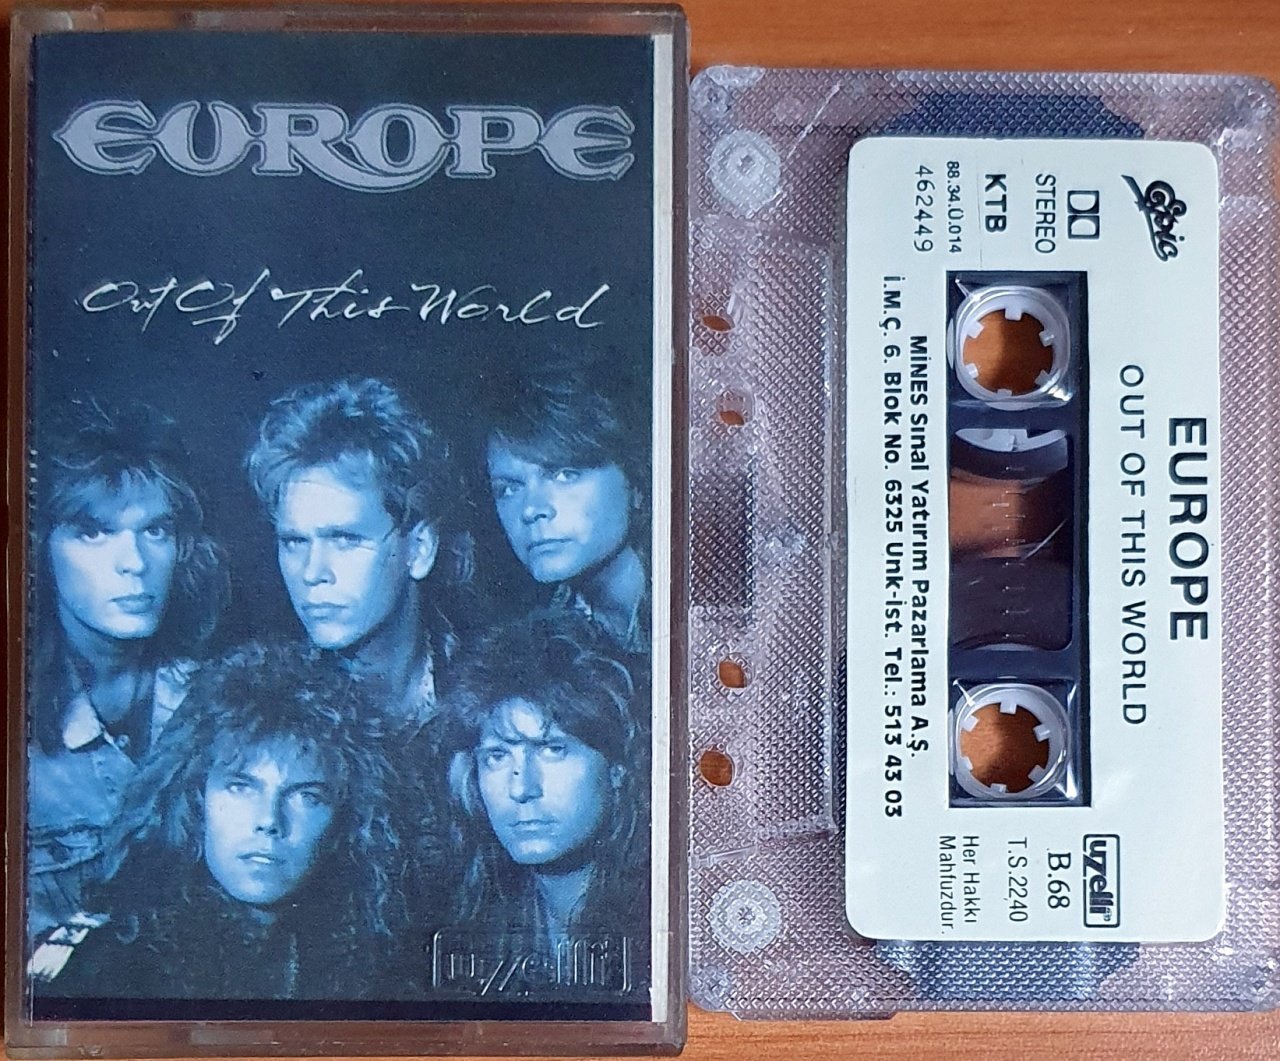 EUROPE
Out Of This World
uzelli
Epic
STEREO
KTB
88.34.Ü.014
462449
EUROPE
OUT OF THIS WORLD
MİNES Sınai Yatırım Pazarlama A.Ş.
İ.M.Ç. 6. Blok No. 6325 Unk-İst. Tel.: 513 43 03
uzelli
B.68
T.S.2240
Her Hakkı
Mahfuzdur.